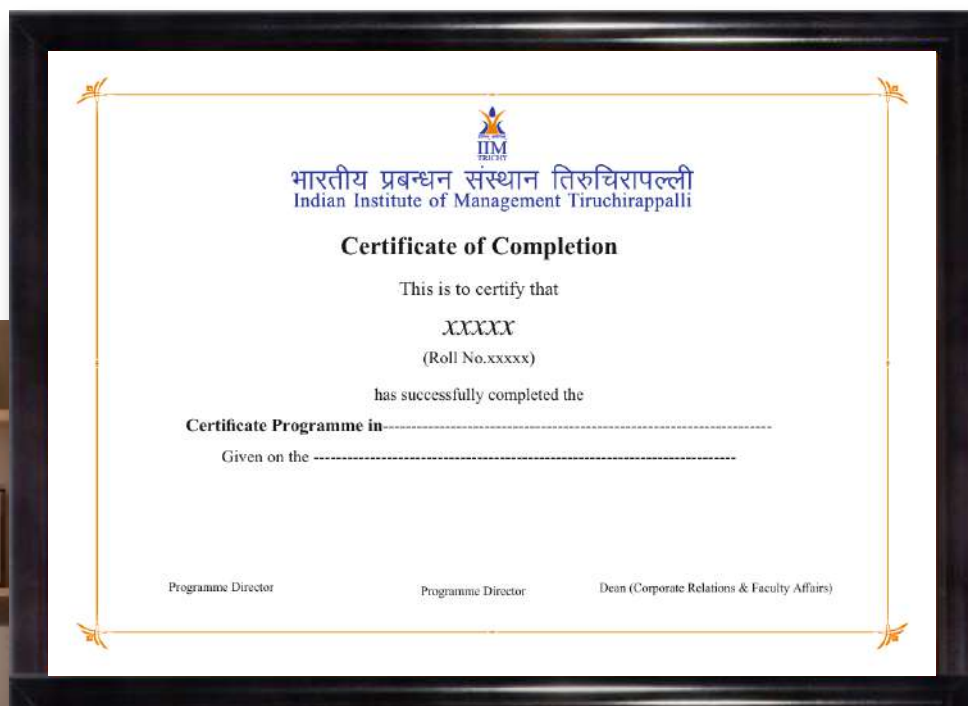 IIM
TRICHY
भारतीय प्रबन्धन संस्थान तिरुचिरापल्ली
Indian Institute of Management Tiruchirappalli
Certificate of Completion
This is to certify that
xxxxx
(Roll No.xxxxx)
has successfully completed the
Certificate Programme in---------------------------------------------------------------------
Given on the ---------------------------------------------------------------------------
Programme Director Programme Director Dean (Corporate Relations & Faculty Affairs)